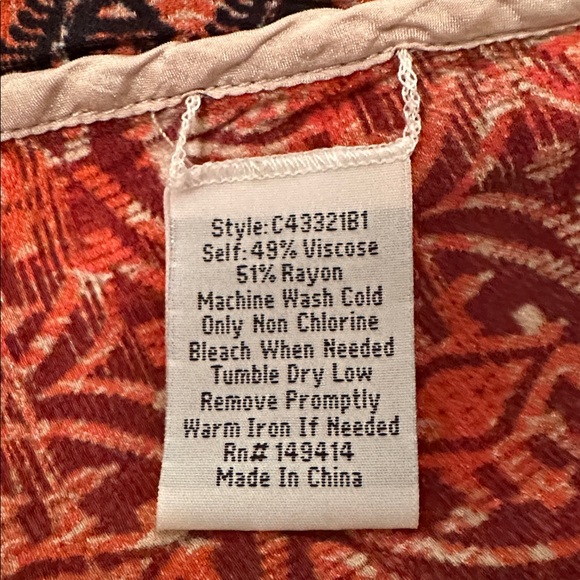 Style: C43321B1
Self: 49% Viscose
51% Rayon
Machine Wash Cold
Only Non Chlorine
Bleach When Needed
Tumble Dry Low
Remove Promptly
Warm Iron If Needed
Rn# 149414
Made In China